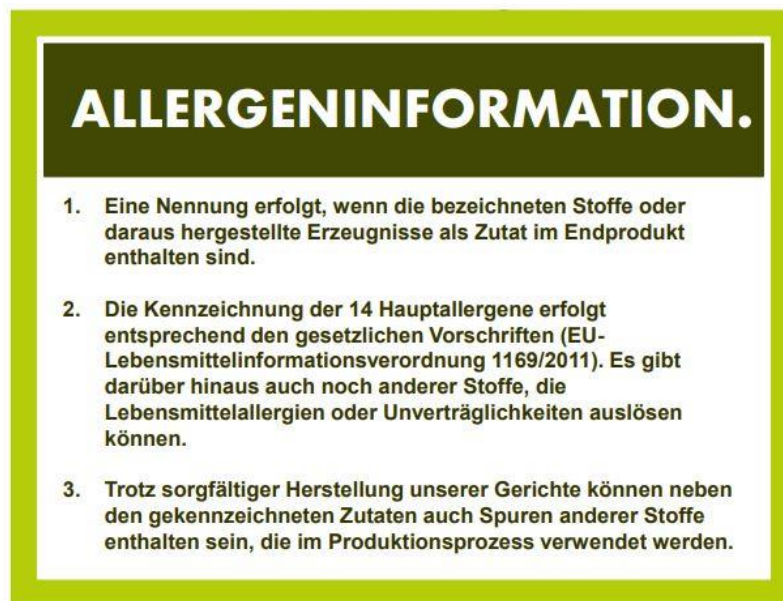 ALLERGENINFORMATION.
1. Eine Nennung erfolgt, wenn die bezeichneten Stoffe oder
daraus hergestellte Erzeugnisse als Zutat im Endprodukt
enthalten sind.
2. Die Kennzeichnung der 14 Hauptallergene erfolgt
entsprechend den gesetzlichen Vorschriften (EU-
Lebensmittelinformationsverordnung 1169/2011). Es gibt
darüber hinaus auch noch anderer Stoffe, die
Lebensmittelallergien oder Unverträglichkeiten auslösen
können.
3. Trotz sorgfältiger Herstellung unserer Gerichte können neben
den gekennzeichneten Zutaten auch Spuren anderer Stoffe
enthalten sein, die im Produktionsprozess verwendet werden.